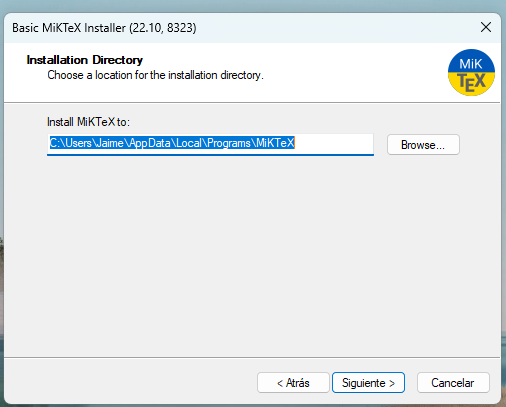 Basic MiKTeX Installer (22.10, 8323)
Installation Directory
Choose a location for the installation directory.
MiK
TEX
Install MiKTeX to:
C:\Users\Jaime\AppData\Local\Programs\MiKTeX
Browse...
< Atrás
Siguiente >
Cancelar